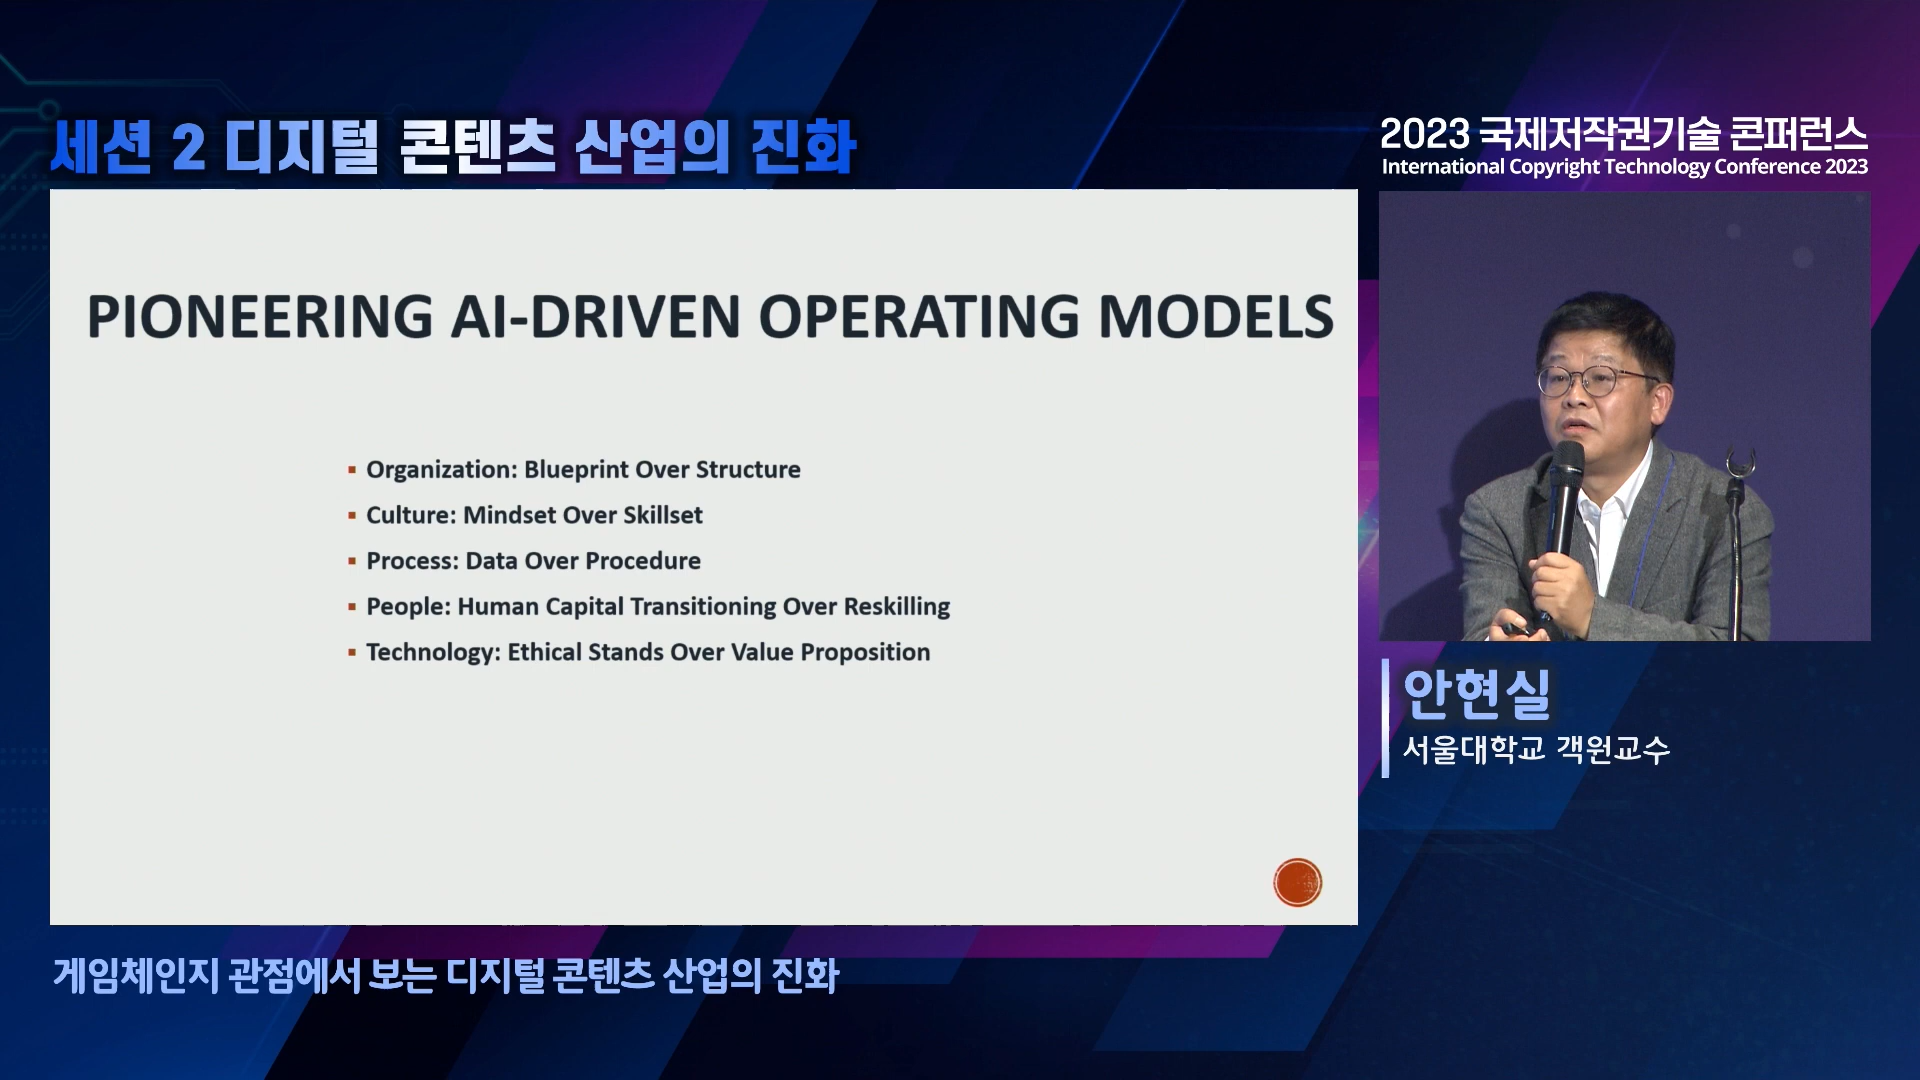 세션 2 디지털 콘텐츠 산업의 진화
2023 국제저작권기술 콘퍼런스
International Copyright Technology Conference 2023
PIONEERING AI-DRIVEN OPERATING MODELS
▪ Organization: Blueprint Over Structure
▪ Culture: Mindset Over Skillset
▪ Process: Data Over Procedure
▪ People: Human Capital Transitioning Over Reskilling
▪ Technology: Ethical Stands Over Value Proposition
안현실
서울대학교 객원교수
게임체인지 관점에서 보는 디지털 콘텐츠 산업의 진화